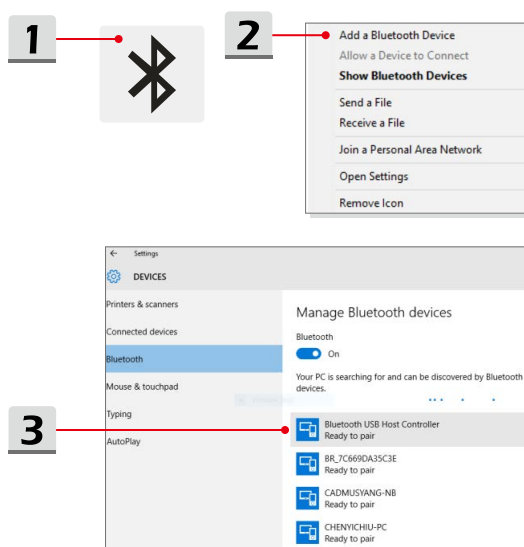 1
2
Add a Bluetooth Device
Allow a Device to Connect
Show Bluetooth Devices
Send a File
Receive a File
Join a Personal Area Network
Open Settings
Remove Icon
← Settings
DEVICES
Printers & scanners
Connected devices
Bluetooth
Mouse & touchpad
Typing
AutoPlay
Manage Bluetooth devices
Bluetooth
On
Your PC is searching for and can be discovered by Bluetooth
devices.
3
Bluetooth USB Host Controller
Ready to pair
BR_7C669DA35C3E
Ready to pair
CADMUSYANG-NB
Ready to pair
CHENYICHIU-PC
Ready to pair